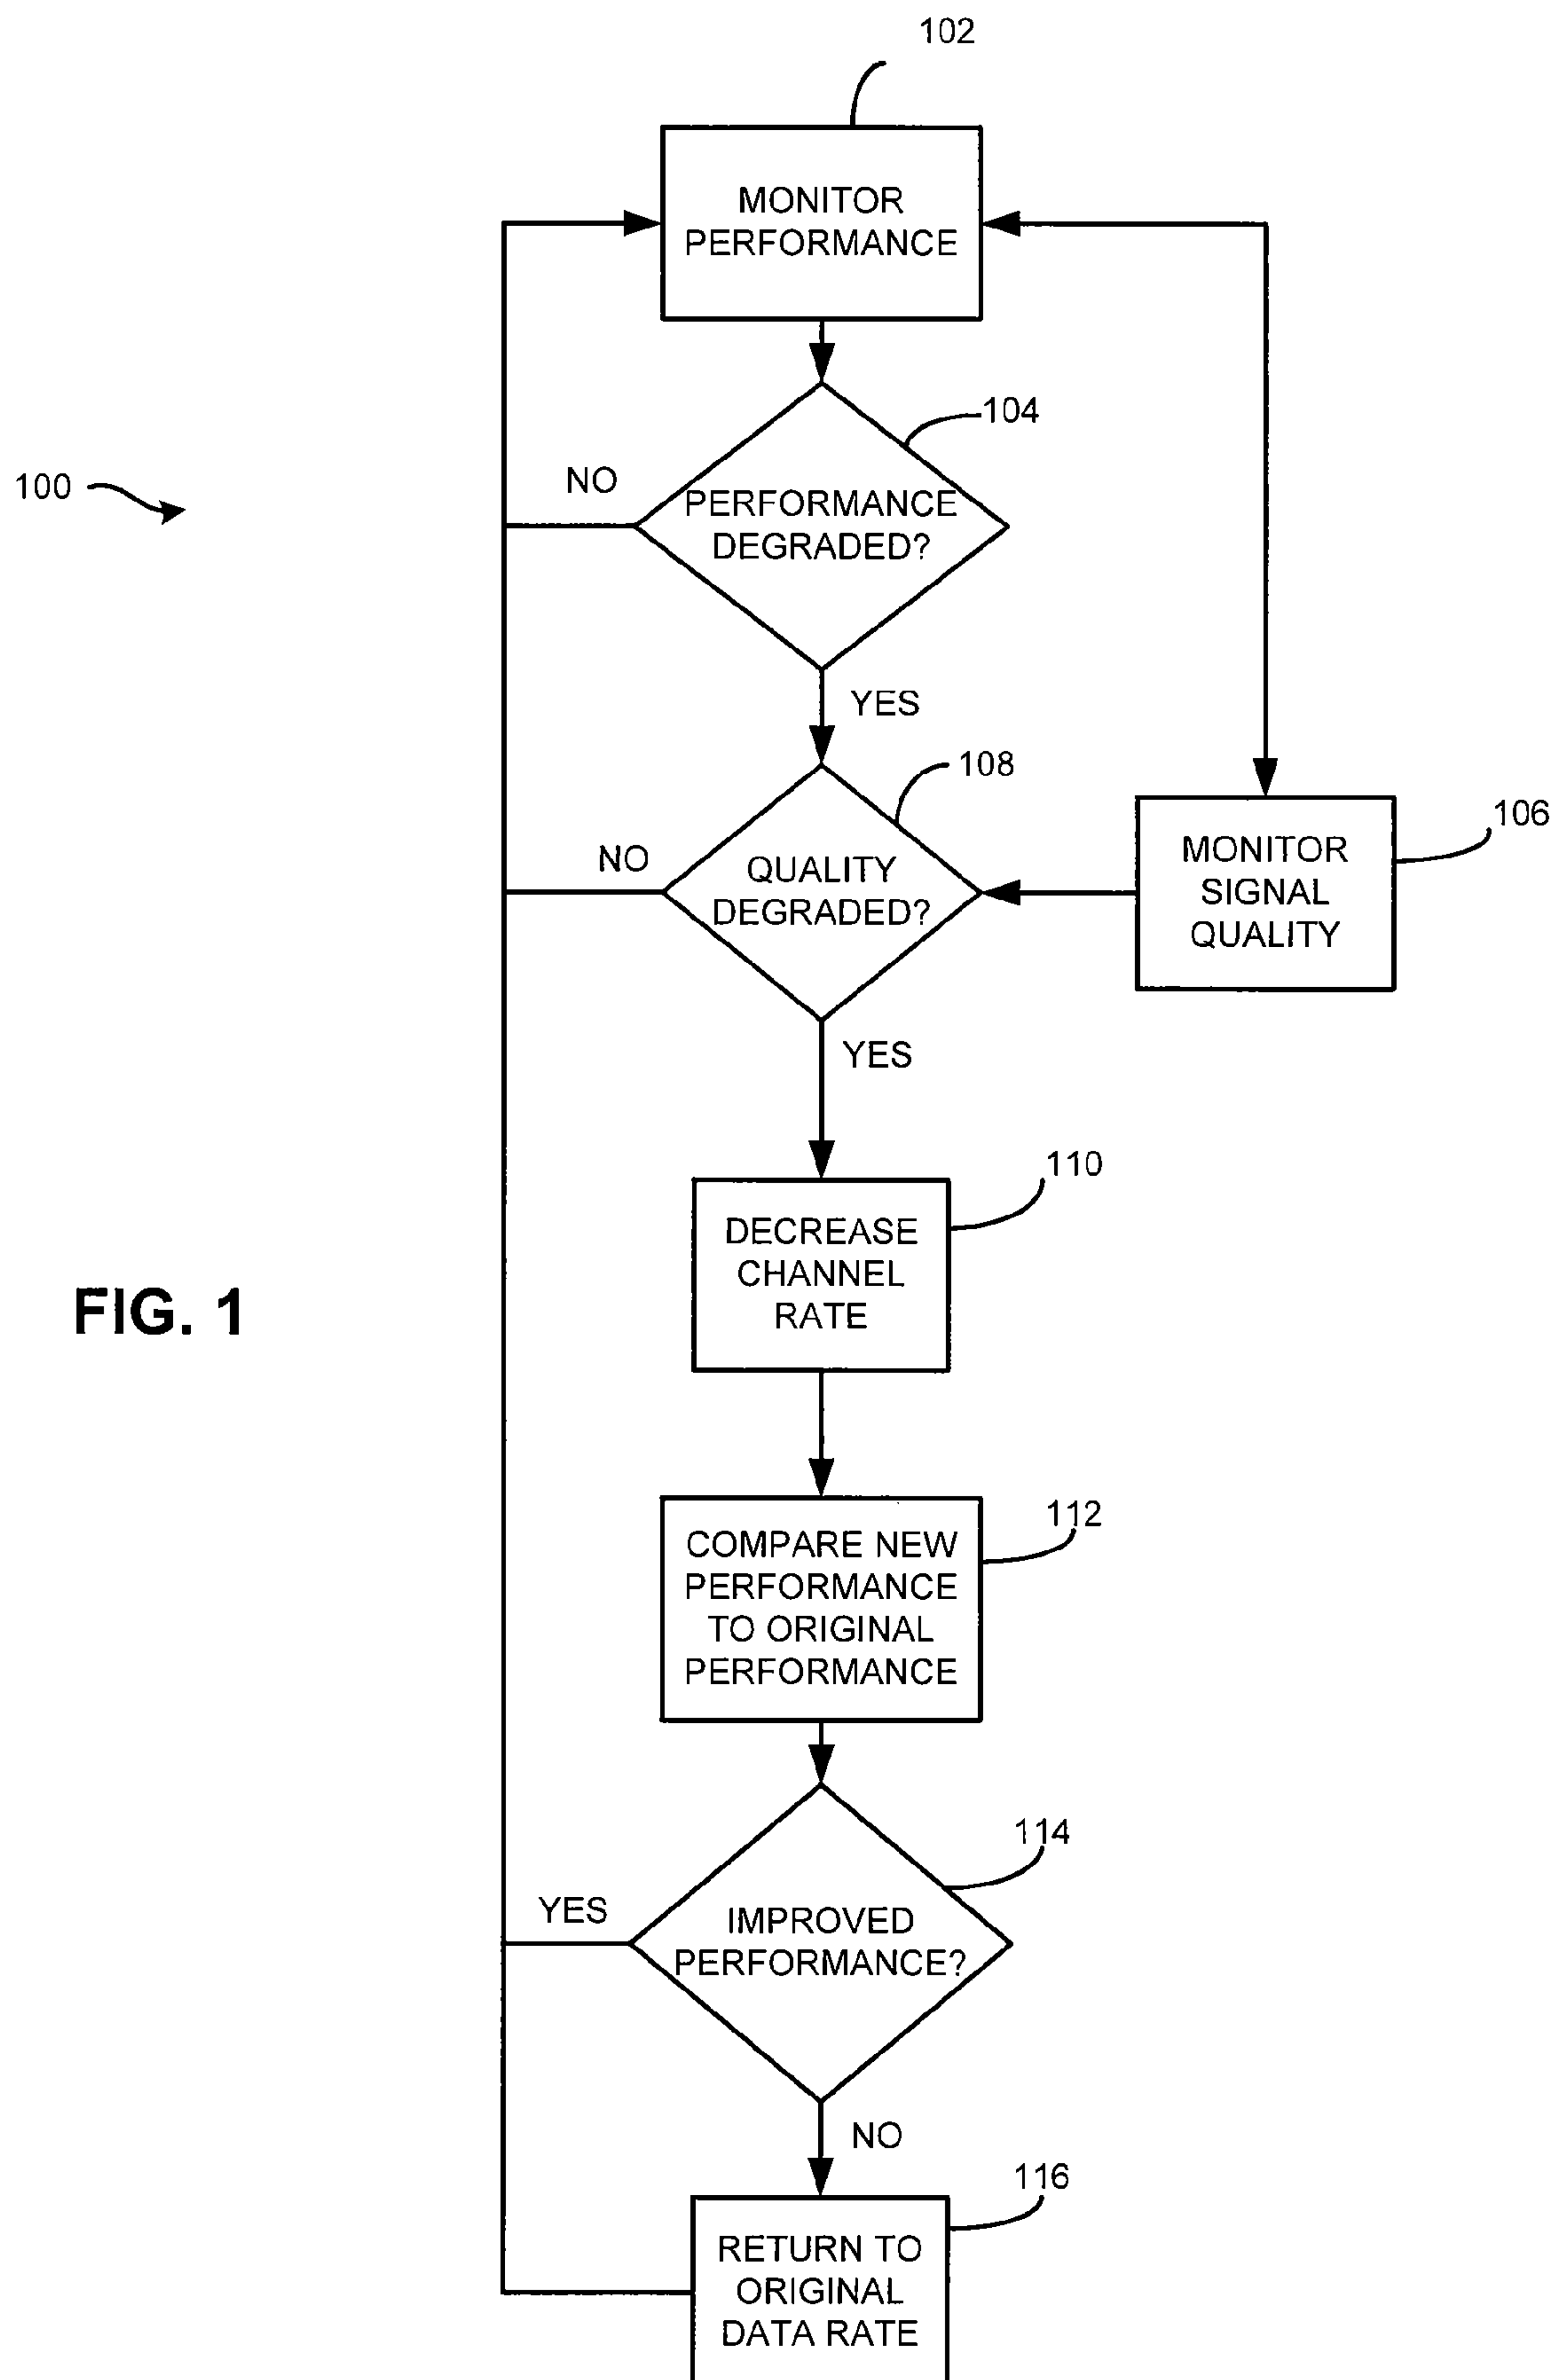 102
MONITOR
PERFORMANCE
104
100
NO
PERFORMANCE
DEGRADED?
YES
108
106
MONITOR
SIGNAL
QUALITY
NO
QUALITY
DEGRADED?
YES
110
DECREASE
CHANNEL
RATE
FIG. 1
112
COMPARE NEW
PERFORMANCE
TO ORIGINAL
PERFORMANCE
114
YES
IMPROVED
PERFORMANCE?
NO
116
RETURN TO
ORIGINAL
DATA RATE